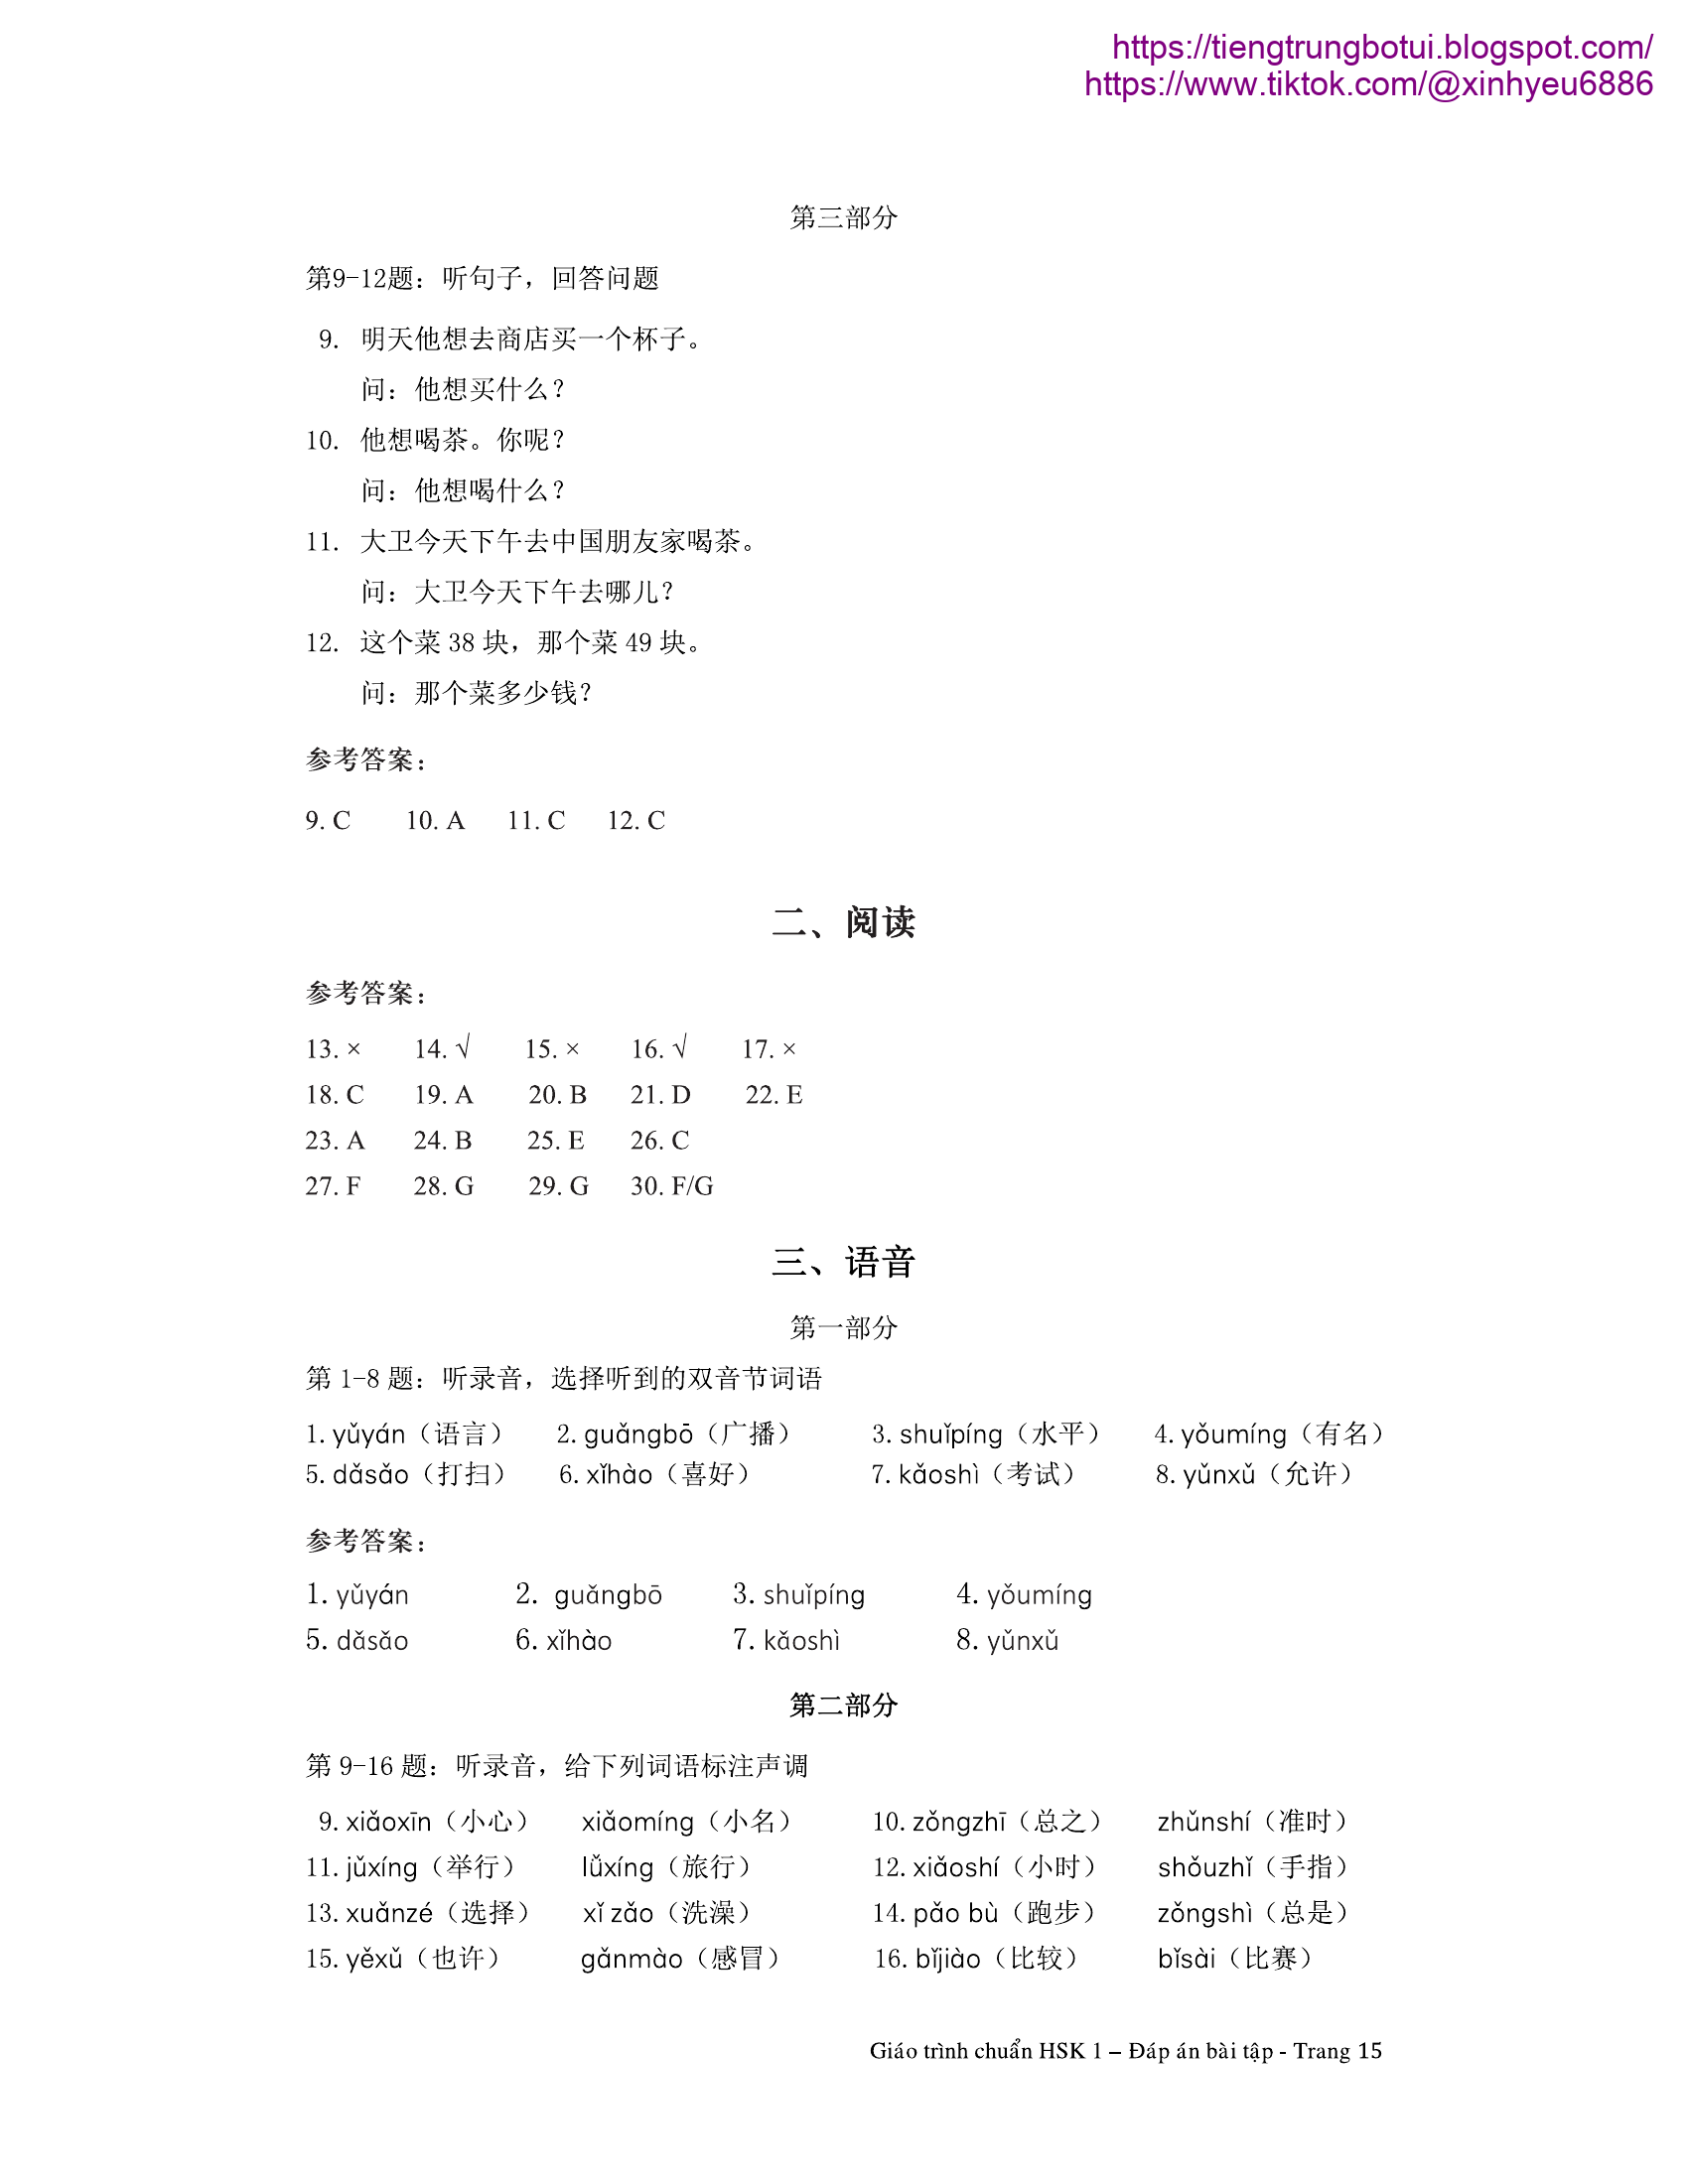 https://tiengtrungbotui.blogspot.com/
https://www.tiktok.com/@xinhyeu6886
第三部分
第9-12题：听句子，回答问题
9. 明天他想去商店买一个杯子。
问：他想买什么？
10. 他想喝茶。你呢？
问：他想喝什么？
11. 大卫今天下午去中国朋友家喝茶。
问：大卫今天下午去哪儿？
12. 这个菜 38 块，那个菜 49 块。
问：那个菜多少钱？
参考答案：
9. C 10. A 11. C 12. C
二、阅读
参考答案：
13. × 14. √ 15. × 16. √ 17. ×
18. C 19. A 20. B 21. D 22. E
23. A 24. B 25. E 26. C
27. F 28. G 29. G 30. F/G
三、语音
第一部分
第 1-8 题：听录音，选择听到的双音节词语
1. yǔyán（语言） 2. guǎngbō（广播） 3. shuǐpíng（水平） 4. yǒumíng（有名）
5. dǎsǎo（打扫） 6. xǐhào（喜好） 7. kǎoshì（考试） 8. yǔnxǔ（允许）
参考答案：
1. yǔyán 2. guǎngbō 3. shuǐpíng 4. yǒumíng
5. dǎsǎo 6. xǐhào 7. kǎoshì 8. yǔnxǔ
第二部分
第 9-16 题：听录音，给下列词语标注声调
9. xiǎoxīn（小心） xiǎomíng（小名） 10. zǒngzhī（总之） zhǔnshí（准时）
11. jǔxíng（举行） lǚxíng（旅行） 12. xiǎoshí（小时） shǒuzhǐ（手指）
13. xuǎnzé（选择） xǐ zǎo（洗澡） 14. pǎo bù（跑步） zǒngshì（总是）
15. yěxǔ（也许） gǎnmào（感冒） 16. bǐjiào（比较） bǐsài（比赛）
Giáo trình chuẩn HSK 1 – Đáp án bài tập - Trang 15